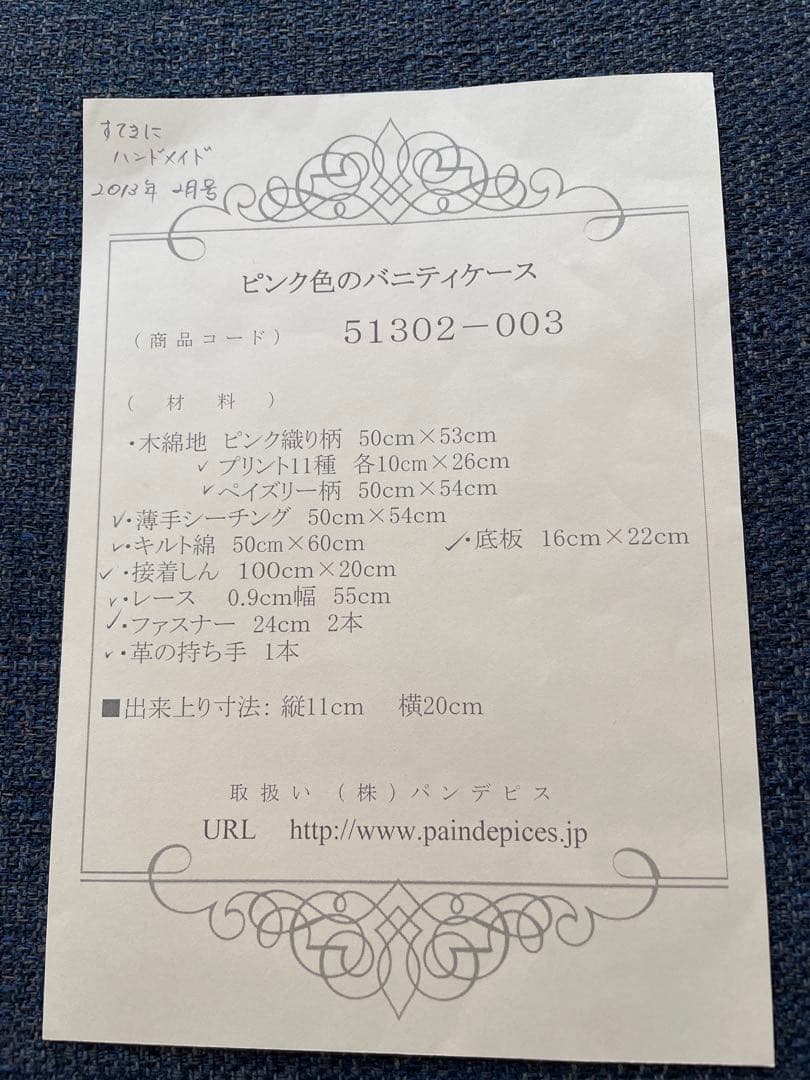 すてきに
ハンドメイド
2013年 2月号
ピンク色のバニティケース
(商品コード) 51302-003
(材料)
・木綿地 ピンク織り柄 50cm×53cm
✓プリント11種 各10cm×26cm
✓ペイズリー柄 50cm×54cm
✓・薄手シーチング 50cm×54cm
✓・キルト綿 50cm×60cm ✓・底板 16cm×22cm
✓・接着しん 100cm×20cm
✓・レース 0.9cm幅 55cm
✓・ファスナー 24cm 2本
✓・革の持ち手 1本
■出来上り寸法: 縦11cm 横20cm
取扱い(株)パンデピス
URL http://www.paindepices.jp